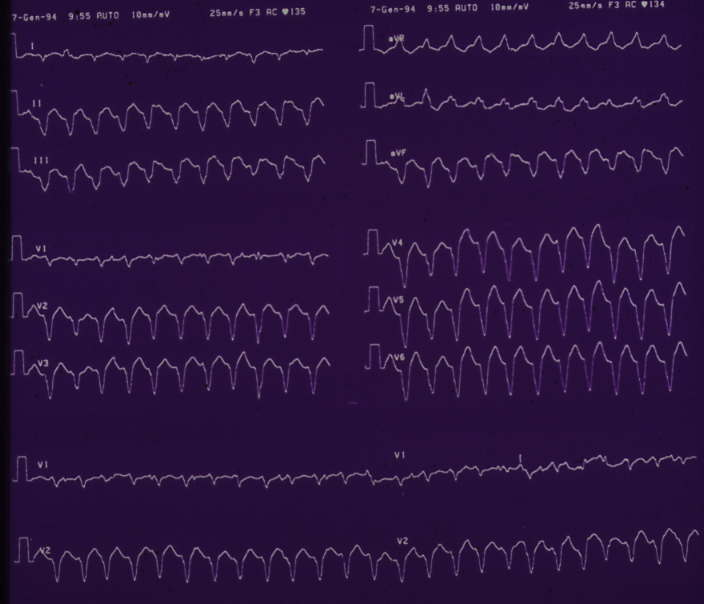 7-Gen-94 9:55 AUTO 10mm/mV 25mm/s F3 AC ♥135
7-Gen-94 9:55 AUTO 10mm/mV 25mm/s F3 AC ♥134
I
aVR
II
aVL
III
aVF
V1
V4
V2
V5
V3
V6
V1
V1
V2
V2